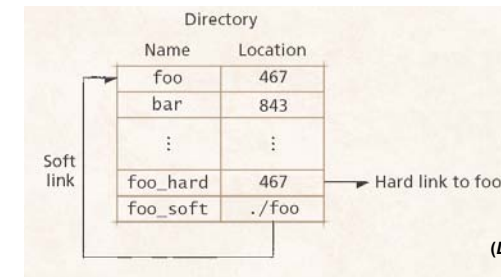 Directory
Name Location
foo 467
bar 843
⋮ ⋮
Soft
link
foo_hard 467 Hard link to foo
foo_soft ./foo